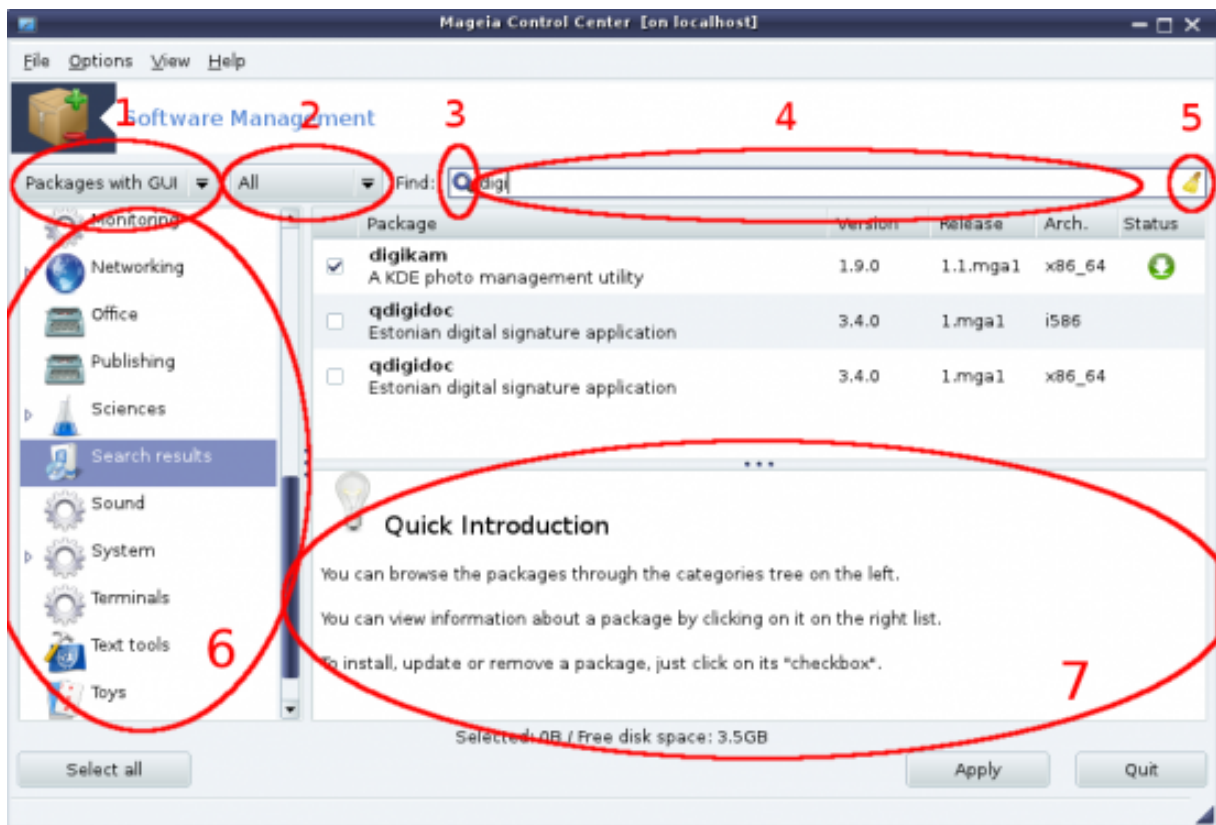 Mageia Control Center [on localhost]
File Options View Help
Software Management
1 2 3 4 5
Packages with GUI All Find: digi
Package Version Release Arch. Status
digikam
A KDE photo management utility 1.9.0 1.1.mga1 x86_64
qdigidoc
Estonian digital signature application 3.4.0 1.mga1 i586
qdigidoc
Estonian digital signature application 3.4.0 1.mga1 x86_64
Monitoring
Networking
Office
Publishing
Sciences
Search results
Sound
System
Terminals
Text tools
Toys
6
Quick Introduction
You can browse the packages through the categories tree on the left.
You can view information about a package by clicking on it on the right list.
To install, update or remove a package, just click on its "checkbox".
7
Selected: 0B / Free disk space: 3.5GB
Select all Apply Quit